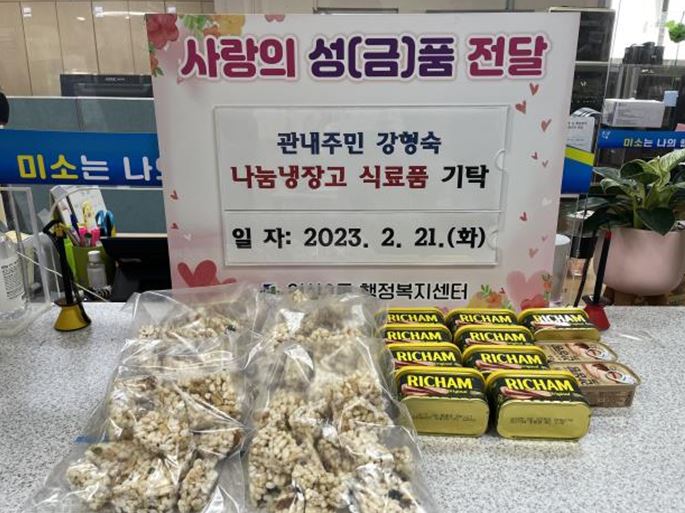 사랑의 성(금)품 전달
관내주민 강형숙
나눔냉장고 식료품 기탁
일 자: 2023. 2. 21.(화)
행정복지센터
미소는 나의
미소는 나의
RICHAM
RICHAM
RICHAM
RICHAM
RICHAM
RICHAM
RICHAM
RICHAM
RICHAM